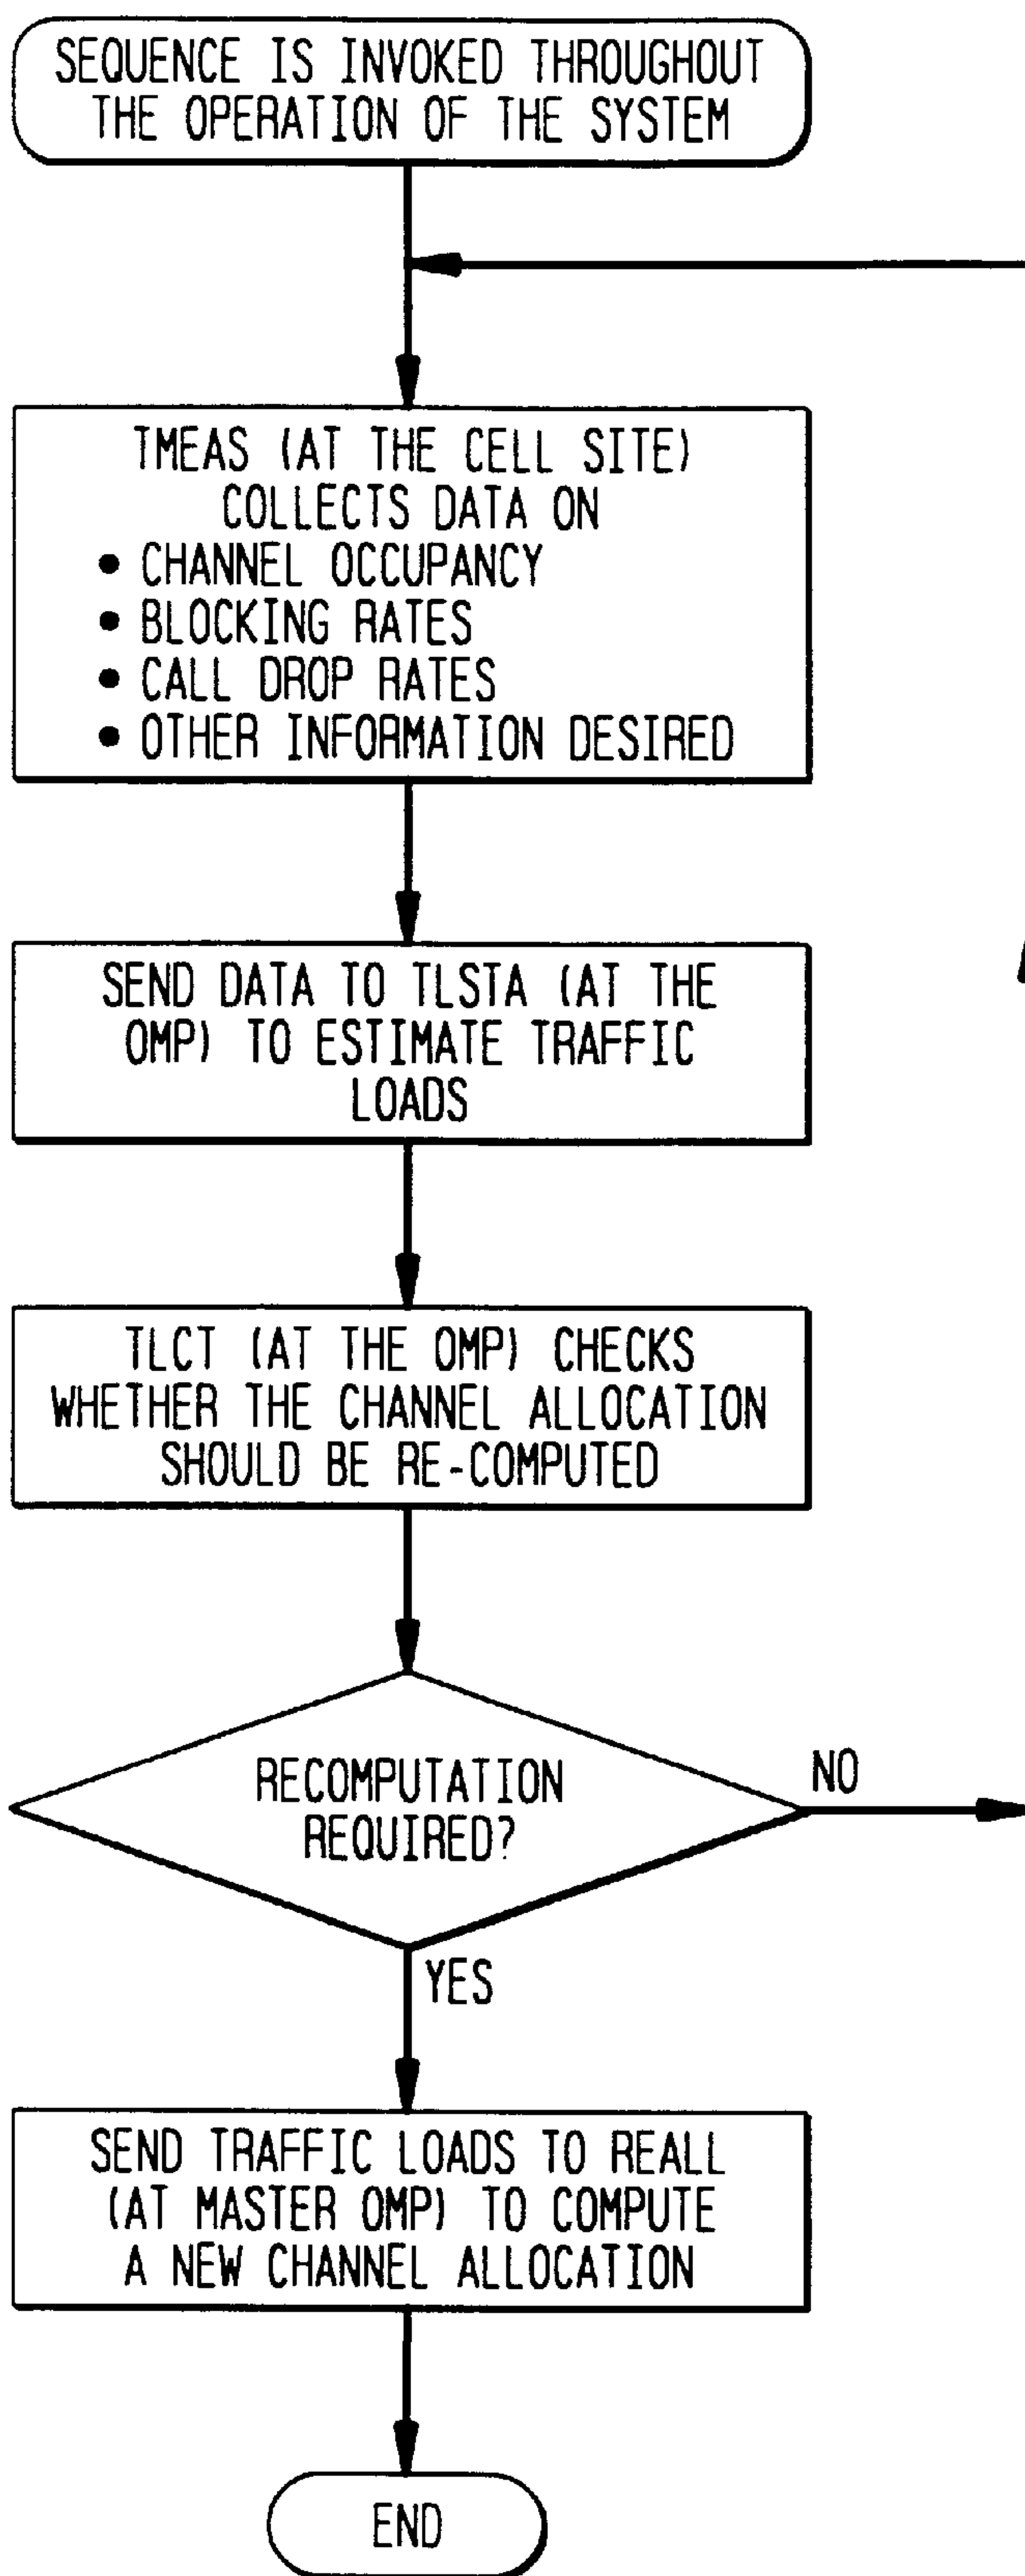 SEQUENCE IS INVOKED THROUGHOUT
THE OPERATION OF THE SYSTEM
TMEAS (AT THE CELL SITE)
COLLECTS DATA ON
• CHANNEL OCCUPANCY
• BLOCKING RATES
• CALL DROP RATES
• OTHER INFORMATION DESIRED
SEND DATA TO TLSTA (AT THE
OMP) TO ESTIMATE TRAFFIC
LOADS
TLCT (AT THE OMP) CHECKS
WHETHER THE CHANNEL ALLOCATION
SHOULD BE RE-COMPUTED
RECOMPUTATION
REQUIRED?
NO
YES
SEND TRAFFIC LOADS TO REALL
(AT MASTER OMP) TO COMPUTE
A NEW CHANNEL ALLOCATION
END